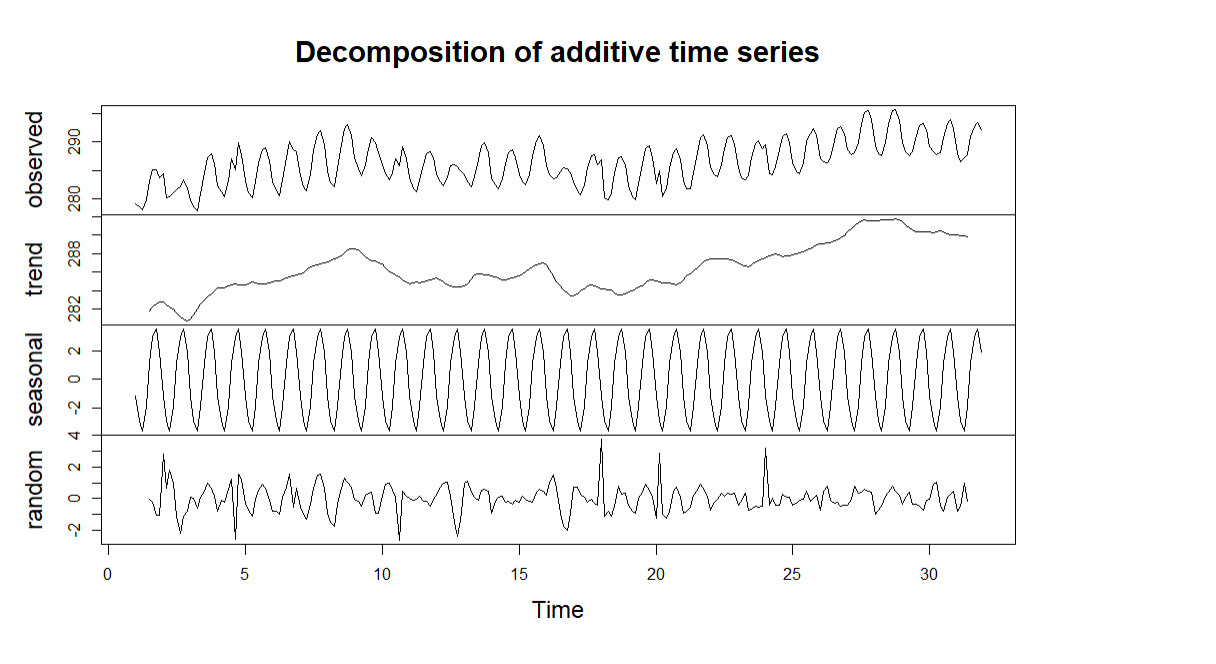 Decomposition of additive time series
observed
280 290
trend
282 288
seasonal
-2 0 2
random
-2 0 2 4
0 5 10 15 20 25 30
Time